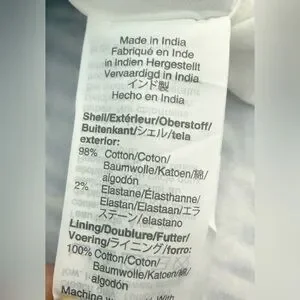 Made in India
Fabriqué en Inde
in Indien Hergestellt
Vervaardigd in India
インド製
Hecho en India
Shell/Extérieur/Oberstoff/
Buitenkant/シェル/tela
exterior:
98% Cotton/Coton/
Baumwolle/Katoen/綿/
algodón
2% Elastane/Élasthanne/
Elastan/Elastaan/エラ
ステーン/elastano
Lining/Doublure/Futter/
Voering/ライニング/forro:
100% Cotton/Coton/
Baumwolle/Katoen/綿/
algodón
Machine
With